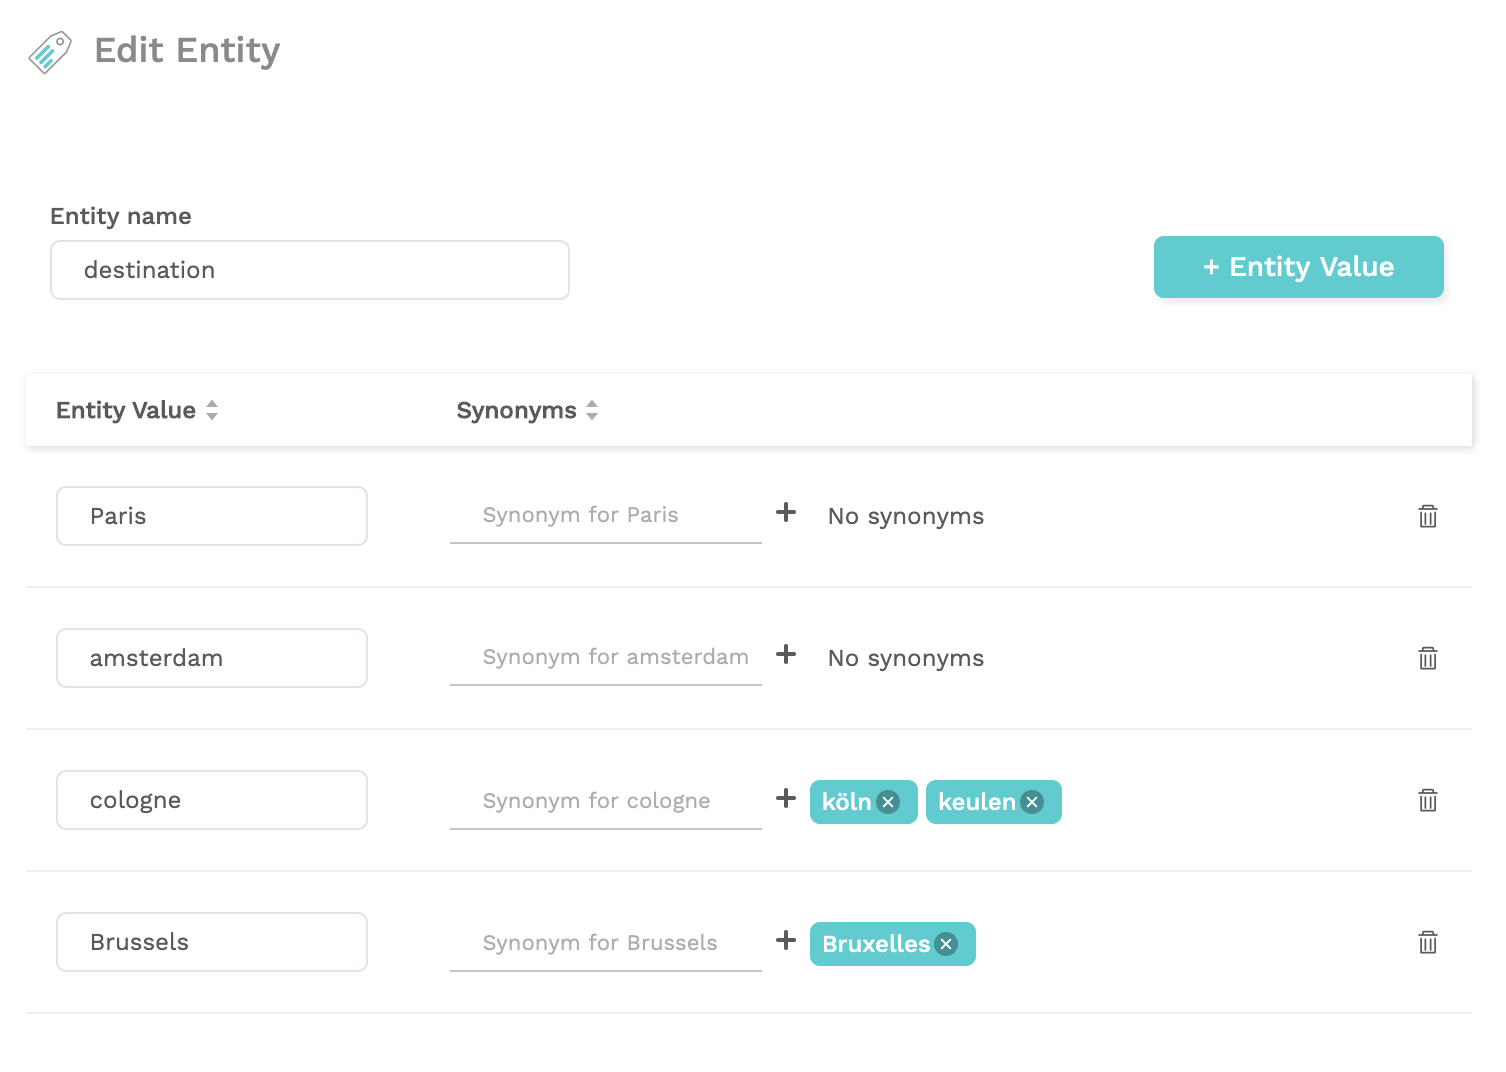 Edit Entity
Entity name
destination
+ Entity Value
Entity Value Synonyms
Paris Synonym for Paris + No synonyms
amsterdam Synonym for amsterdam + No synonyms
cologne Synonym for cologne + köln keulen
Brussels Synonym for Brussels + Bruxelles